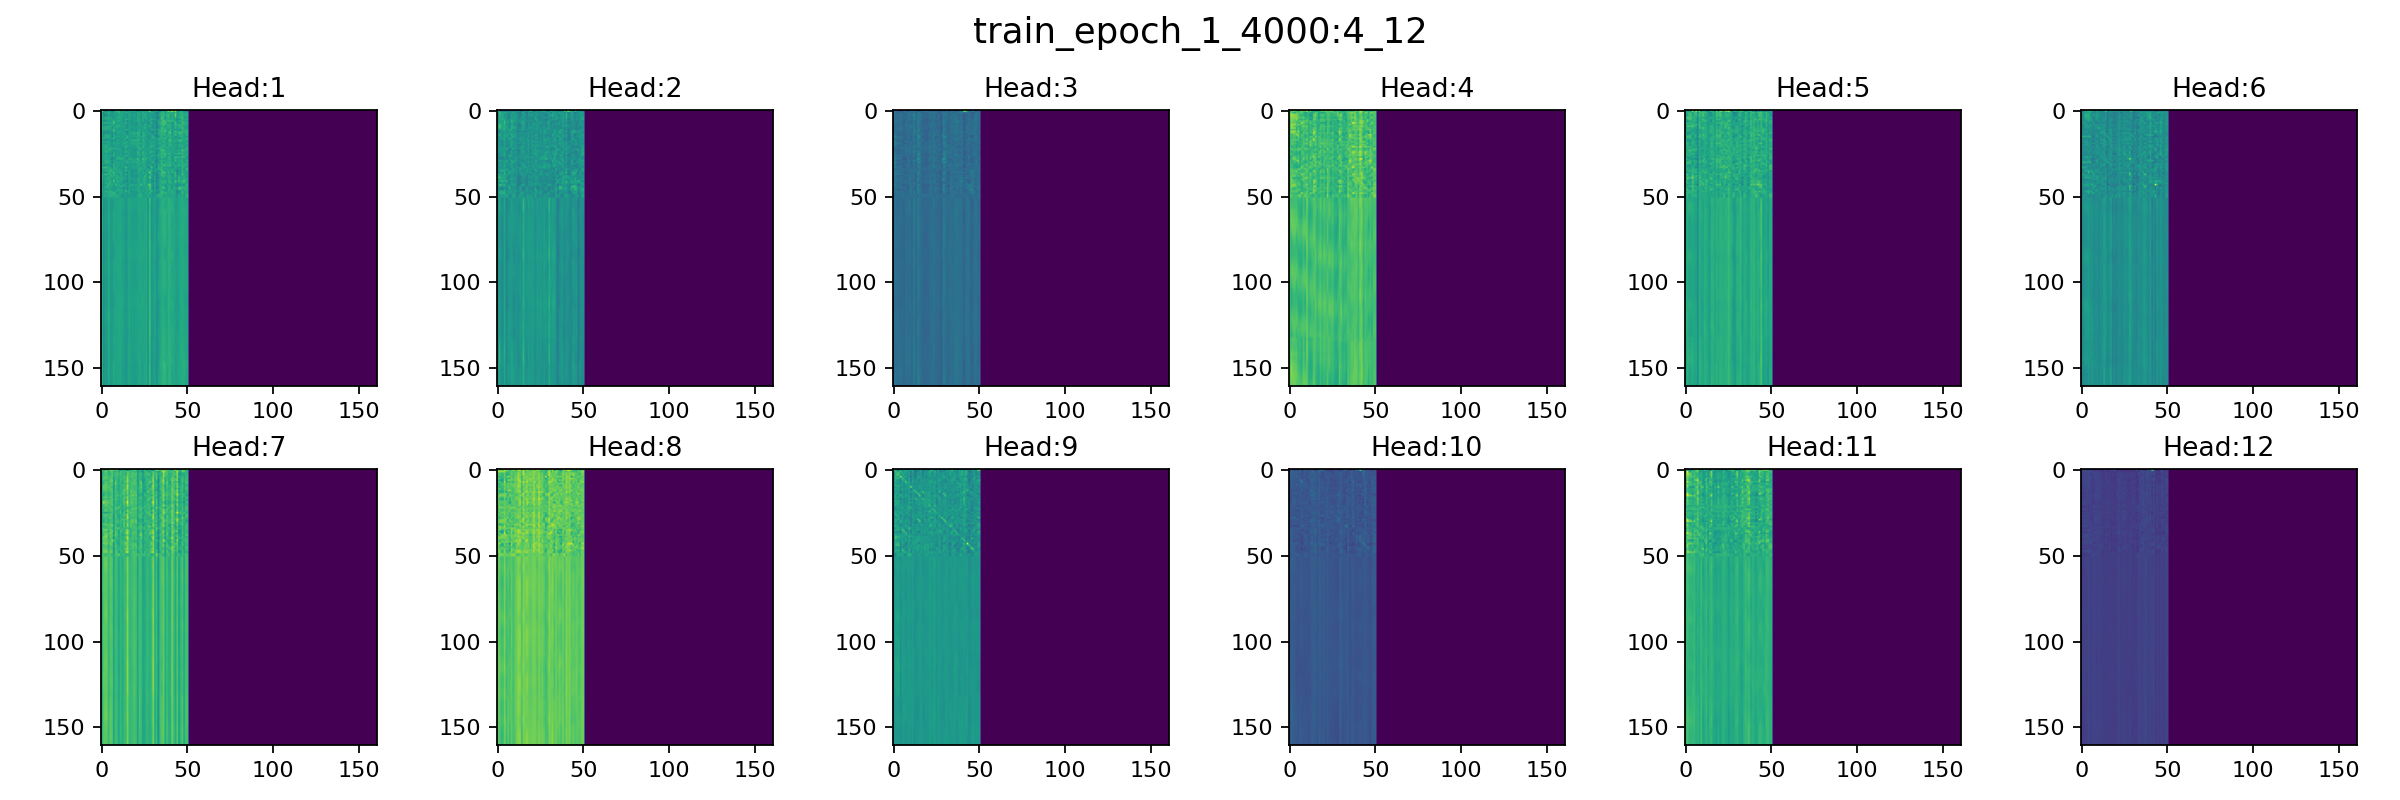 train_epoch_1_4000:4_12
Head:1 Head:2 Head:3 Head:4 Head:5 Head:6
0 0 0 0 0 0
50 50 50 50 50 50
100 100 100 100 100 100
150 150 150 150 150 150
0 50 100 150 0 50 100 150 0 50 100 150 0 50 100 150 0 50 100 150 0 50 100 150
Head:7 Head:8 Head:9 Head:10 Head:11 Head:12
0 0 0 0 0 0
50 50 50 50 50 50
100 100 100 100 100 100
150 150 150 150 150 150
0 50 100 150 0 50 100 150 0 50 100 150 0 50 100 150 0 50 100 150 0 50 100 150